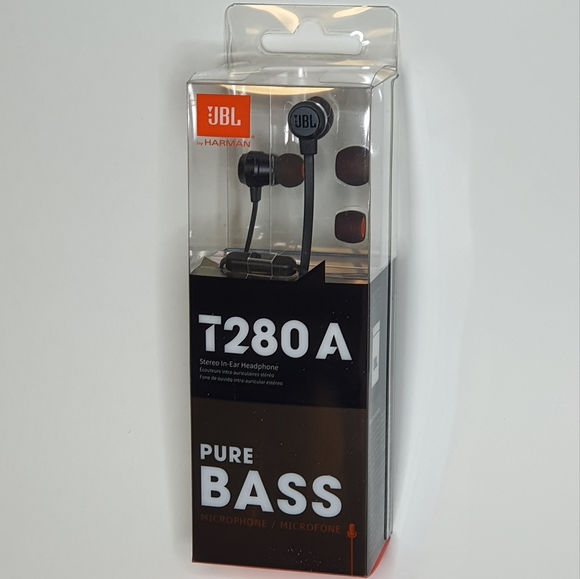 JBL
by HARMAN
JBL
T280 A
Stereo In-Ear Headphone
Écouteurs intra-auriculaires stéréo
Fone de ouvido intra-auricular estéreo
PURE
BASS
MICROPHONE / MICROFONE